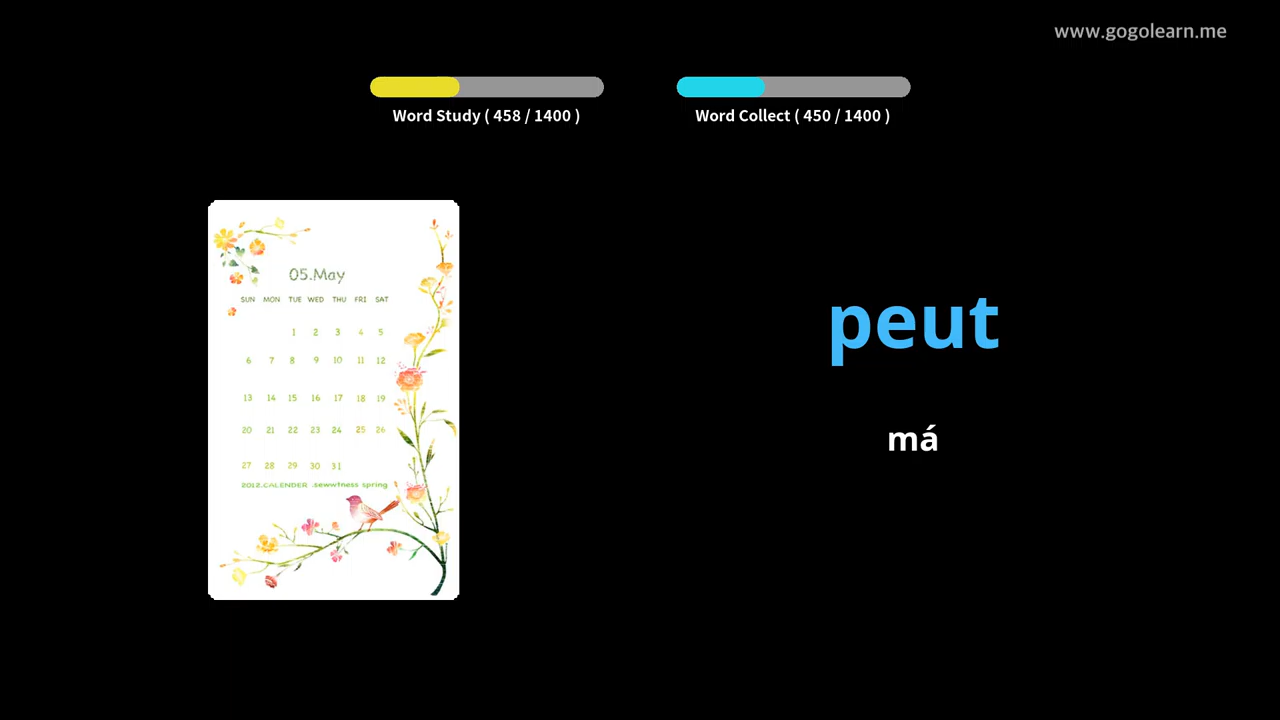 www.gogolearn.me
Word Study ( 458 / 1400 )
Word Collect ( 450 / 1400 )
05.May
SUN MON TUE WED THU FRI SAT
1 2 3 4 5
6 7 8 9 10 11 12
13 14 15 16 17 18 19
20 21 22 23 24 25 26
27 28 29 30 31
2012.CALENDER .sewwtness spring
peut
má